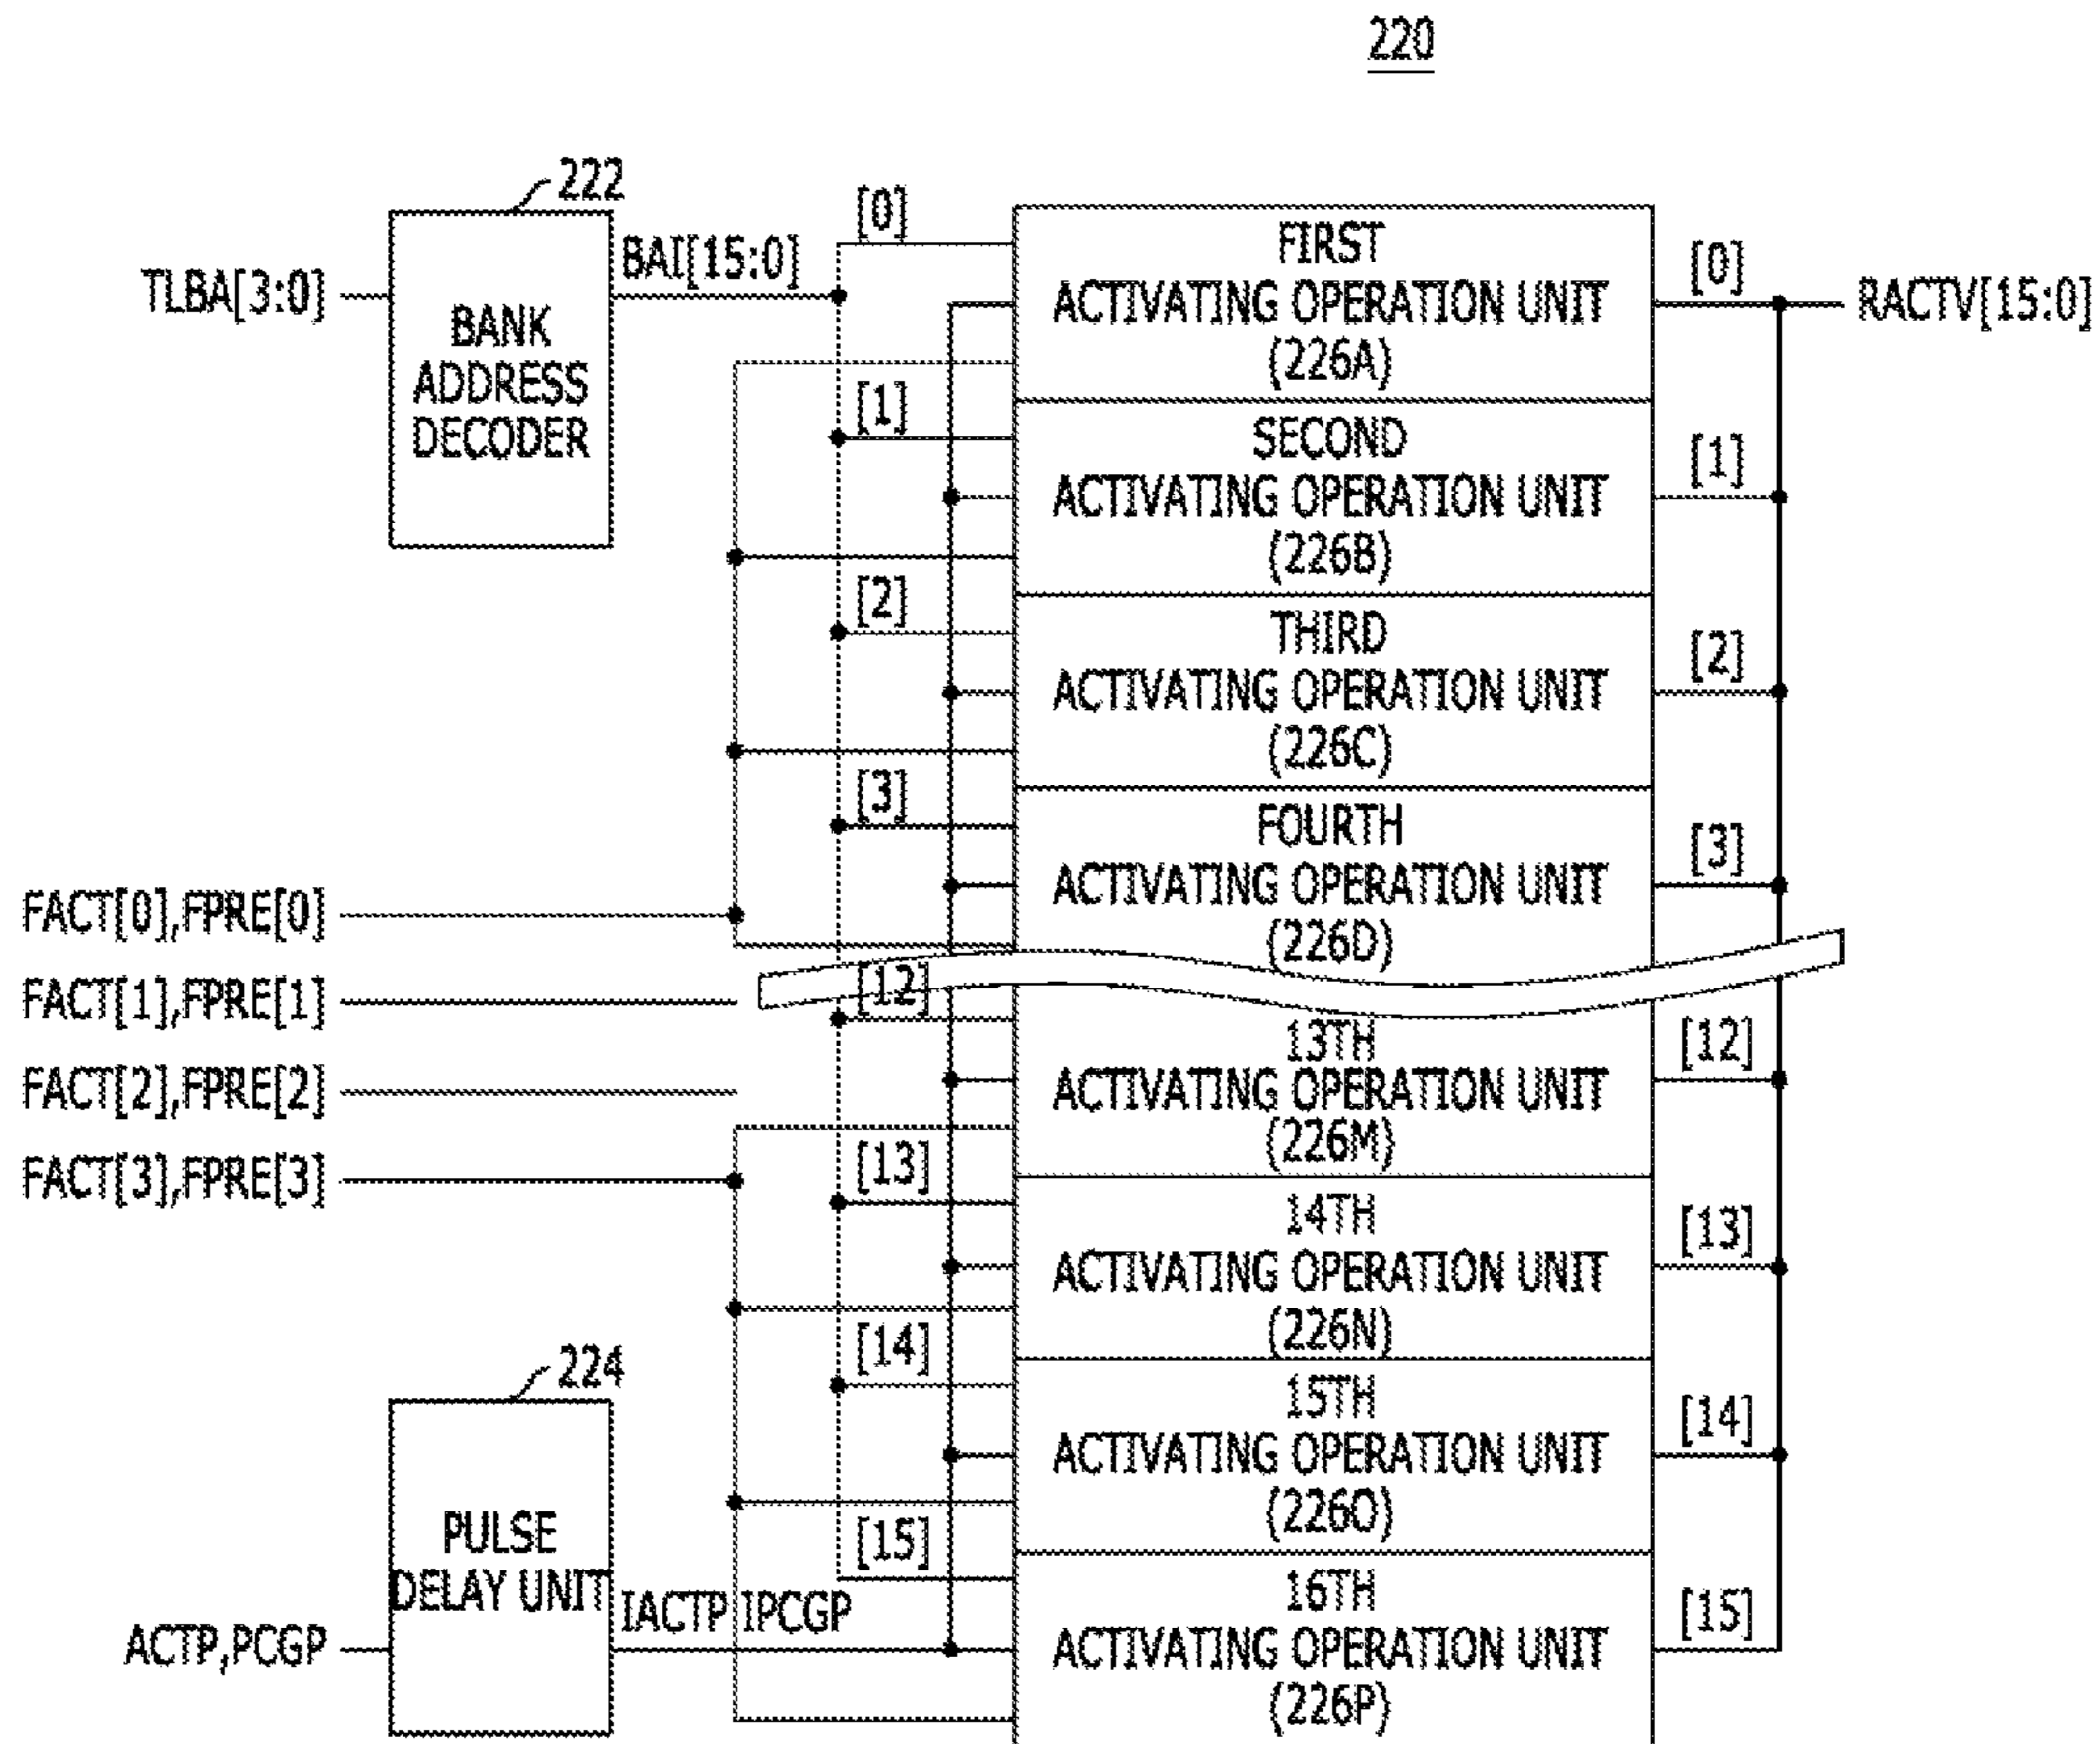 220
222
TLBA[3:0]
BANK
ADDRESS
DECODER
BAI[15:0]
[0]
[1]
[2]
[3]
[12]
[13]
[14]
[15]
FACT[0],FPRE[0]
FACT[1],FPRE[1]
FACT[2],FPRE[2]
FACT[3],FPRE[3]
224
PULSE
DELAY UNIT
ACTP,PCGP
IACTP IPCGP
FIRST
ACTIVATING OPERATION UNIT
(226A)
SECOND
ACTIVATING OPERATION UNIT
(226B)
THIRD
ACTIVATING OPERATION UNIT
(226C)
FOURTH
ACTIVATING OPERATION UNIT
(226D)
13TH
ACTIVATING OPERATION UNIT
(226M)
14TH
ACTIVATING OPERATION UNIT
(226N)
15TH
ACTIVATING OPERATION UNIT
(226O)
16TH
ACTIVATING OPERATION UNIT
(226P)
[0]
[1]
[2]
[3]
[12]
[13]
[14]
[15]
RACTV[15:0]